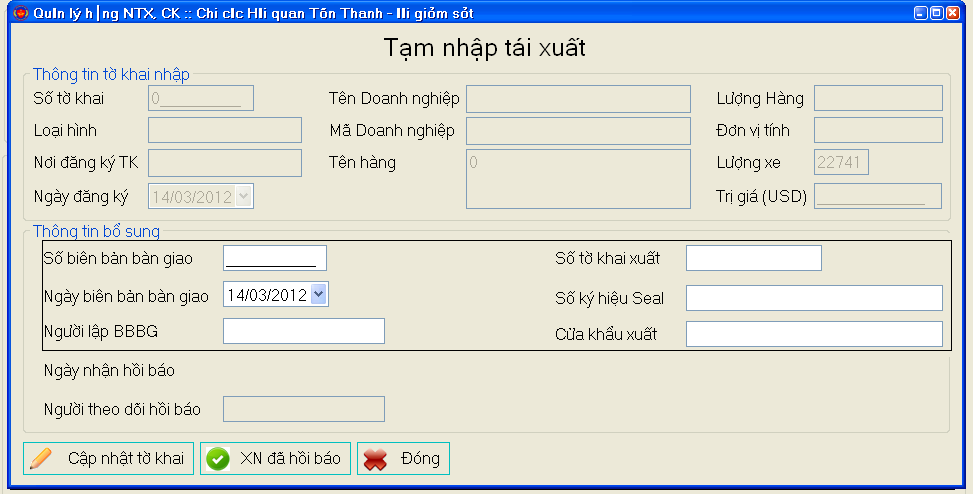 Quln lý h│ng NTX, CK :: Chi clc Hli quan Tõn Thanh - lli giỏm sỏt
Tạm nhập tái xuất
Thông tin tờ khai nhập
Số tờ khai 0__________ Tên Doanh nghiệp Lượng Hàng
Loại hình Mã Doanh nghiệp Đơn vị tính
Nơi đăng ký TK Tên hàng 0 Lượng xe 22741
Ngày đăng ký 14/03/2012 Trị giá (USD) ____________
Thông tin bổ sung
Số biên bản bàn giao __________ Số tờ khai xuất
Ngày biên bản bàn giao 14/03/2012 Số ký hiệu Seal
Người lập BBBG Cửa khẩu xuất
Ngày nhận hồi báo
Người theo dõi hồi báo
Cập nhật tờ khai XN đã hồi báo Đóng